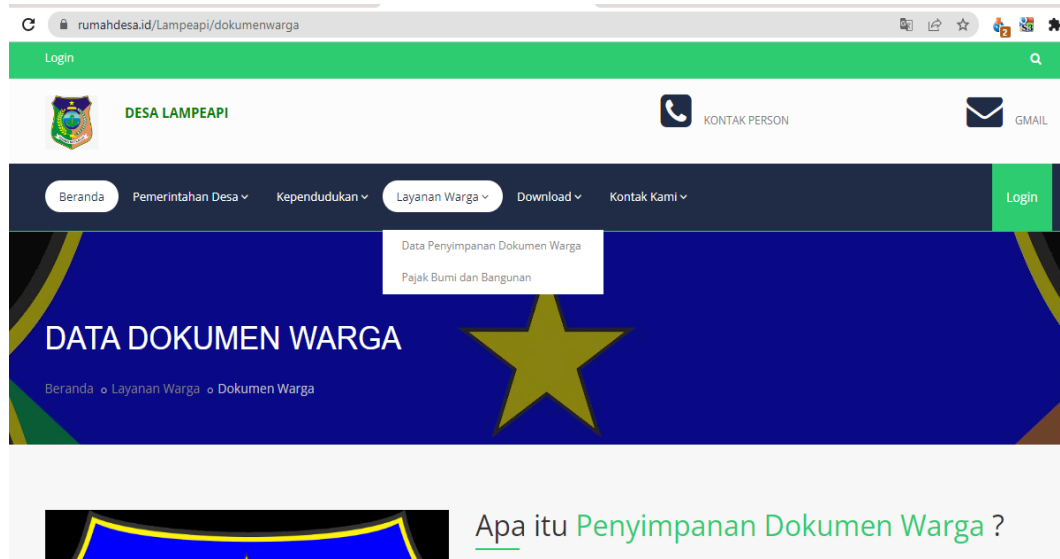 rumahdesa.id/Lampeapi/dokumenwarga
2
Login
DESA LAMPEAPI
KONTAK PERSON
GMAIL
Beranda Pemerintahan Desa Kependudukan Layanan Warga Download Kontak Kami Login
Data Penyimpanan Dokumen Warga
Pajak Bumi dan Bangunan
DATA DOKUMEN WARGA
Beranda o Layanan Warga o Dokumen Warga
Apa itu Penyimpanan Dokumen Warga ?